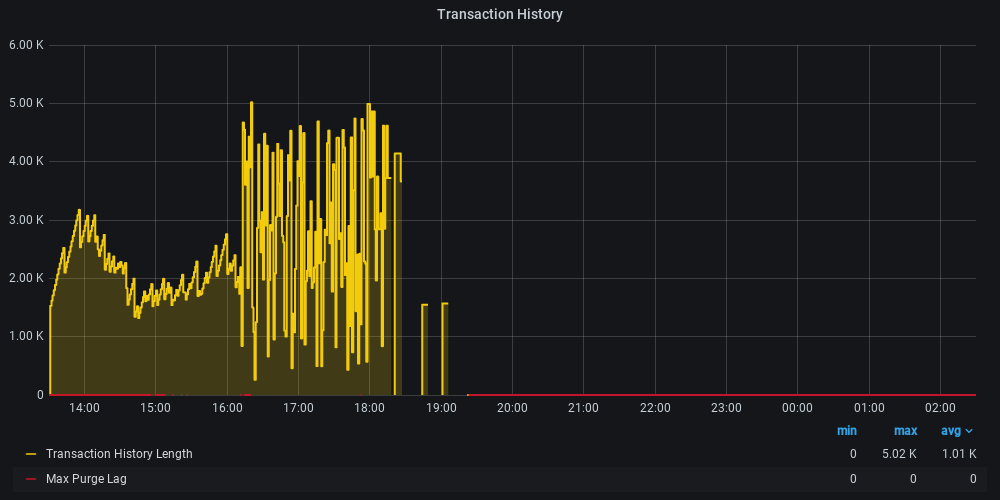 Transaction History
6.00 K
5.00 K
4.00 K
3.00 K
2.00 K
1.00 K
0
14:00 15:00 16:00 17:00 18:00 19:00 20:00 21:00 22:00 23:00 00:00 01:00 02:00
min max avg
Transaction History Length 0 5.02 K 1.01 K
Max Purge Lag 0 0 0